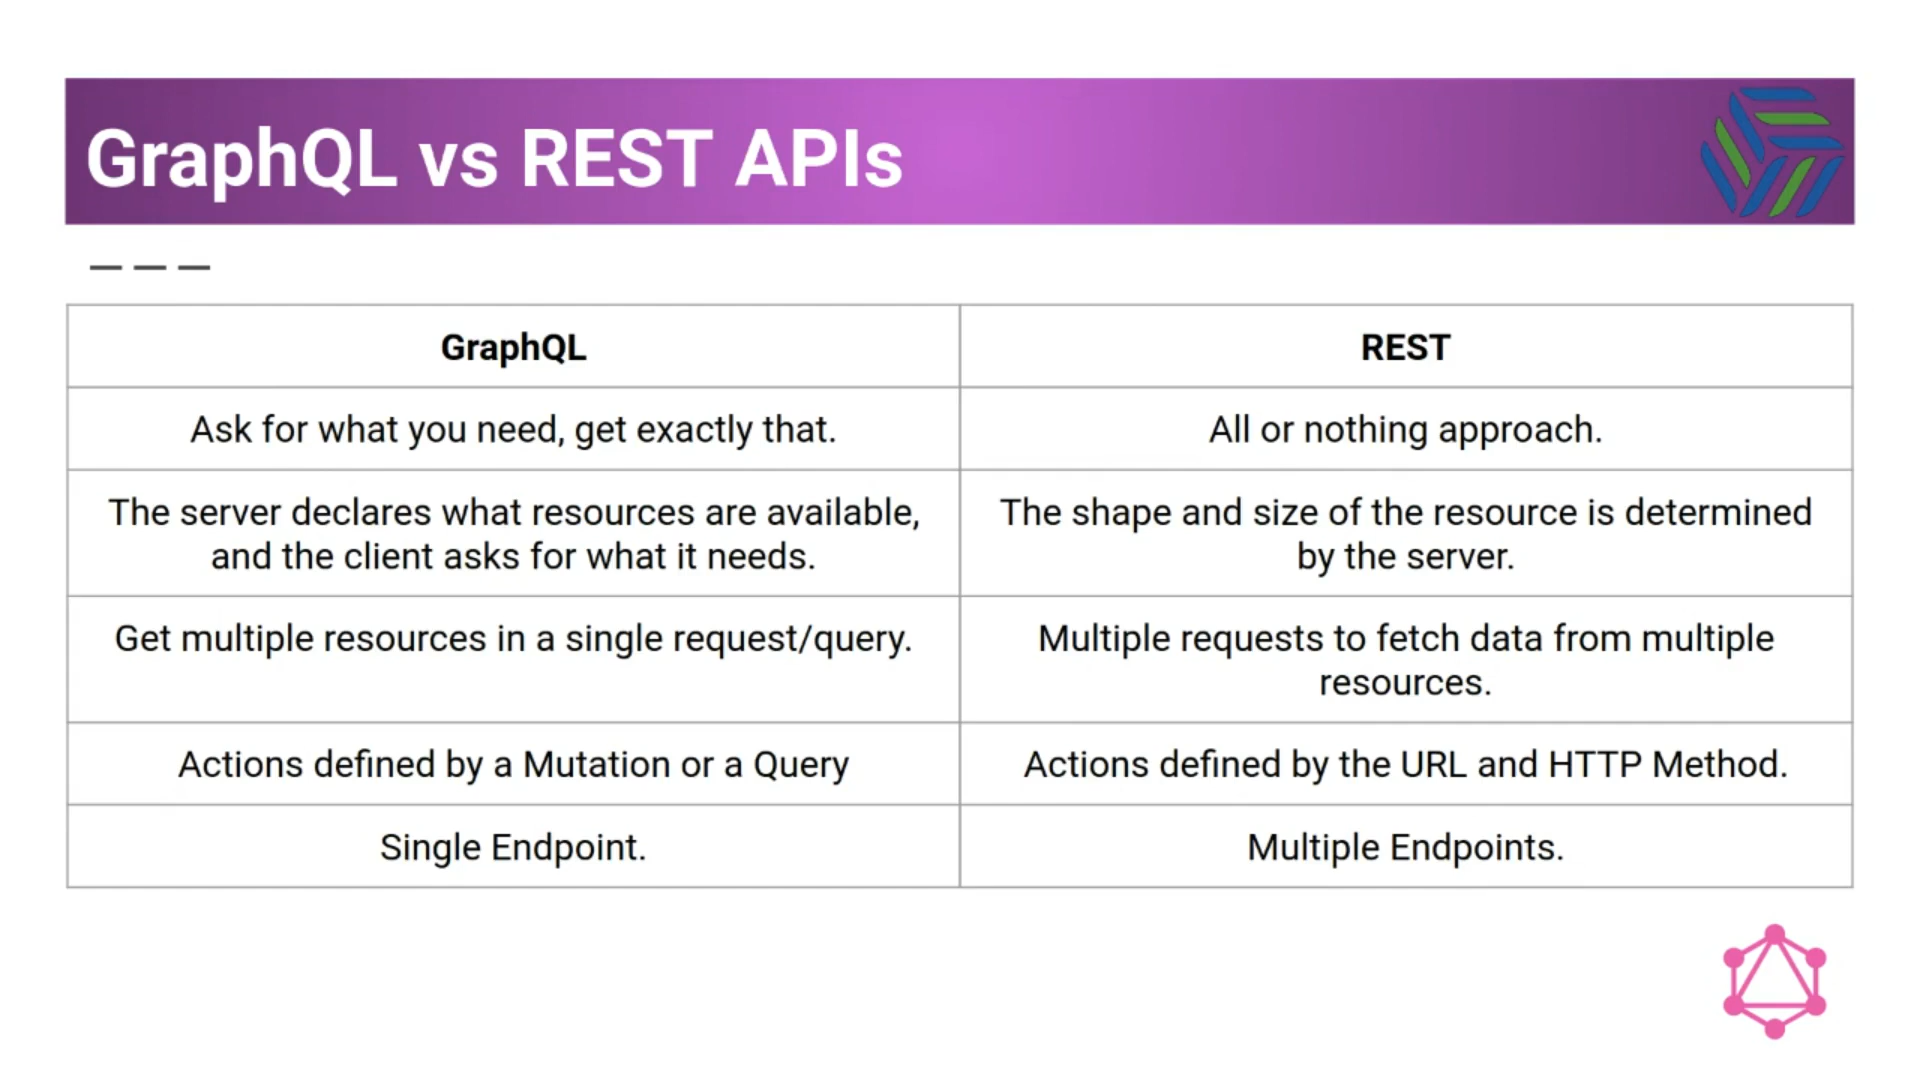 GraphQL vs REST APIs
GraphQL
REST
Ask for what you need, get exactly that.
All or nothing approach.
The server declares what resources are available,
and the client asks for what it needs.
The shape and size of the resource is determined
by the server.
Get multiple resources in a single request/query.
Multiple requests to fetch data from multiple
resources.
Actions defined by a Mutation or a Query
Actions defined by the URL and HTTP Method.
Single Endpoint.
Multiple Endpoints.